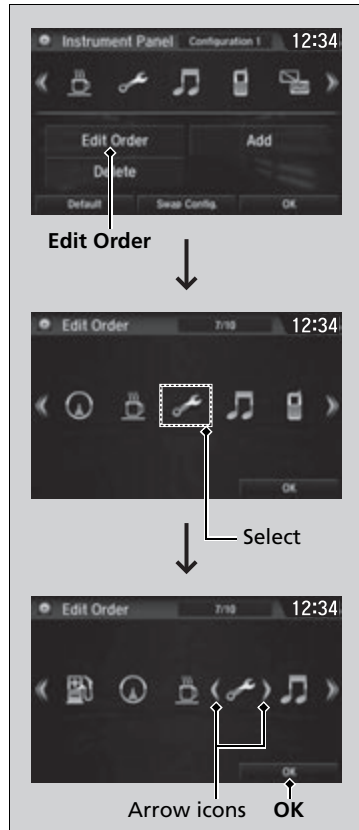 Instrument Panel Configuration 1 12:34
Edit Order Add
Delete
Default Swap Config. OK
Edit Order
Edit Order 7/10 12:34
OK
Select
Edit Order 7/10 12:34
OK
Arrow icons OK